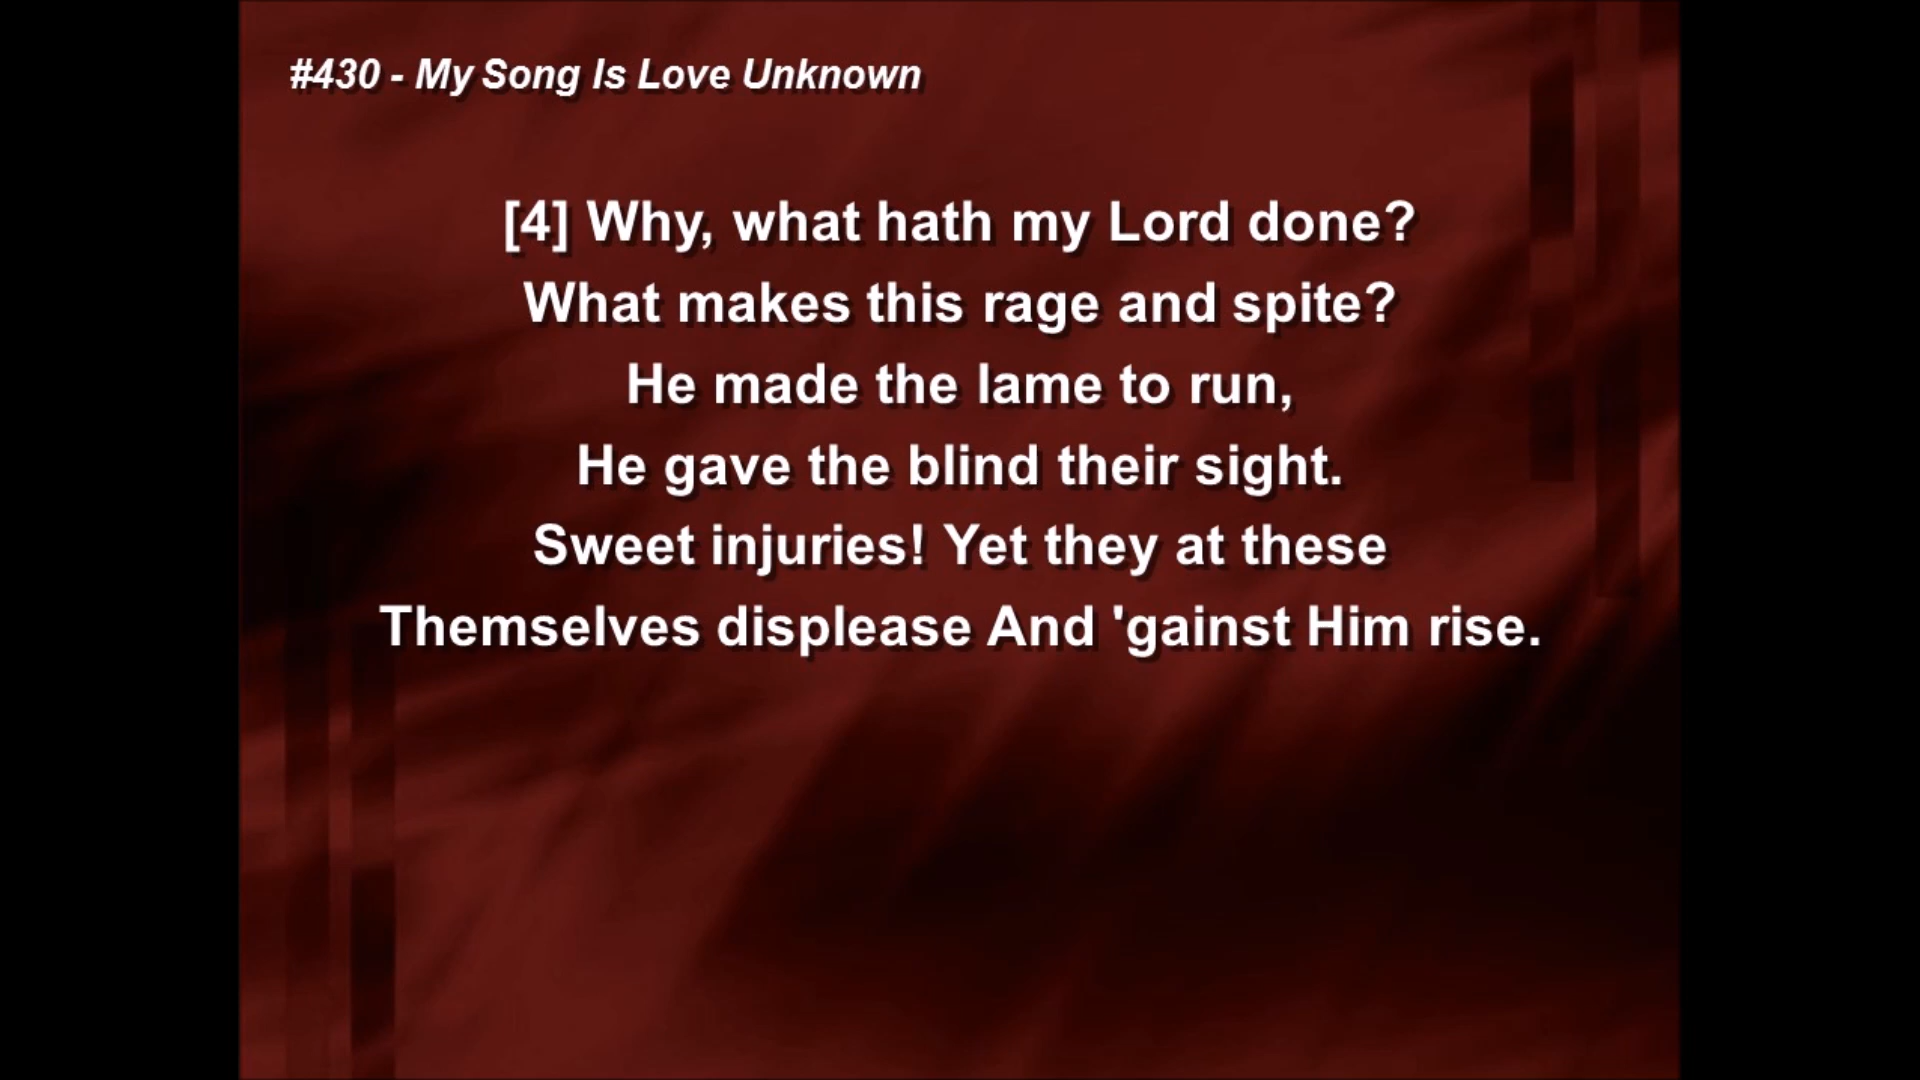 #430 - My Song Is Love Unknown
[4] Why, what hath my Lord done?
What makes this rage and spite?
He made the lame to run,
He gave the blind their sight.
Sweet injuries! Yet they at these
Themselves displease And 'gainst Him rise.